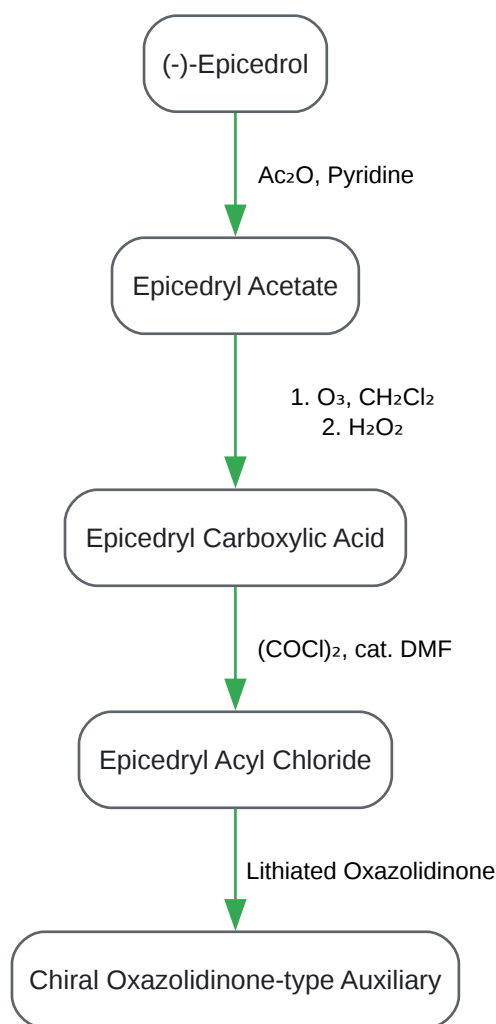 (-)-Epicedrol
Ac₂O, Pyridine
Epicedryl Acetate
1. O₃, CH₂Cl₂
2. H₂O₂
Epicedryl Carboxylic Acid
(COCl)₂, cat. DMF
Epicedryl Acyl Chloride
Lithiated Oxazolidinone
Chiral Oxazolidinone-type Auxiliary